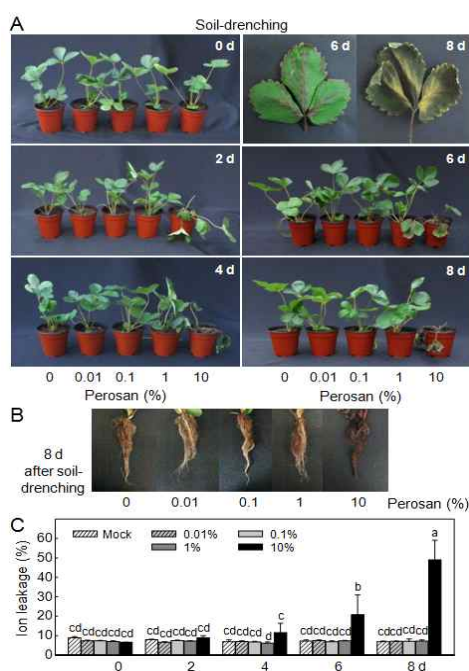 A
Soil-drenching
0 d
6 d
8 d
2 d
6 d
4 d
8 d
0 0.01 0.1 1 10
Perosan (%)
0 0.01 0.1 1 10
Perosan (%)
B
8 d
after soil-
drenching
0 0.01 0.1 1 10 Perosan (%)
C
Ion leakage (%)
60
50
40
30
20
10
0
Mock 0.01% 0.1%
1% 10%
cd cd cd cd cd
cd cd cd cd cd
cd cd cd d c
cd cd cd cd b
cd cd cd cd a
0 2 4 6 8 d